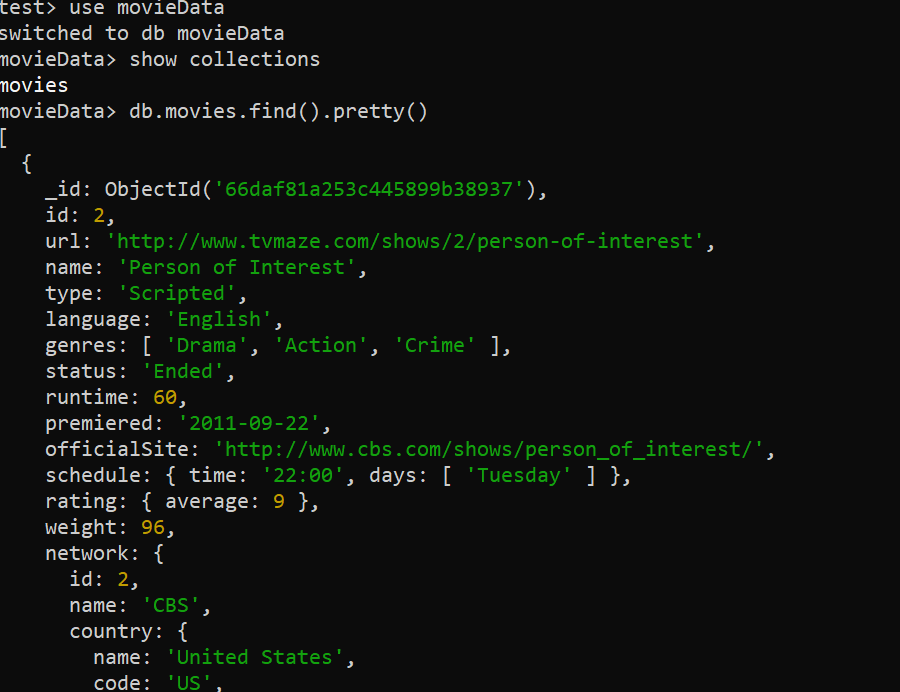 test> use movieData
switched to db movieData
movieData> show collections
movies
movieData> db.movies.find().pretty()
[
  {
    _id: ObjectId('66daf81a253c445899b38937'),
    id: 2,
    url: 'http://www.tvmaze.com/shows/2/person-of-interest',
    name: 'Person of Interest',
    type: 'Scripted',
    language: 'English',
    genres: [ 'Drama', 'Action', 'Crime' ],
    status: 'Ended',
    runtime: 60,
    premiered: '2011-09-22',
    officialSite: 'http://www.cbs.com/shows/person_of_interest/',
    schedule: { time: '22:00', days: [ 'Tuesday' ] },
    rating: { average: 9 },
    weight: 96,
    network: {
      id: 2,
      name: 'CBS',
      country: {
        name: 'United States',
        code: 'US',